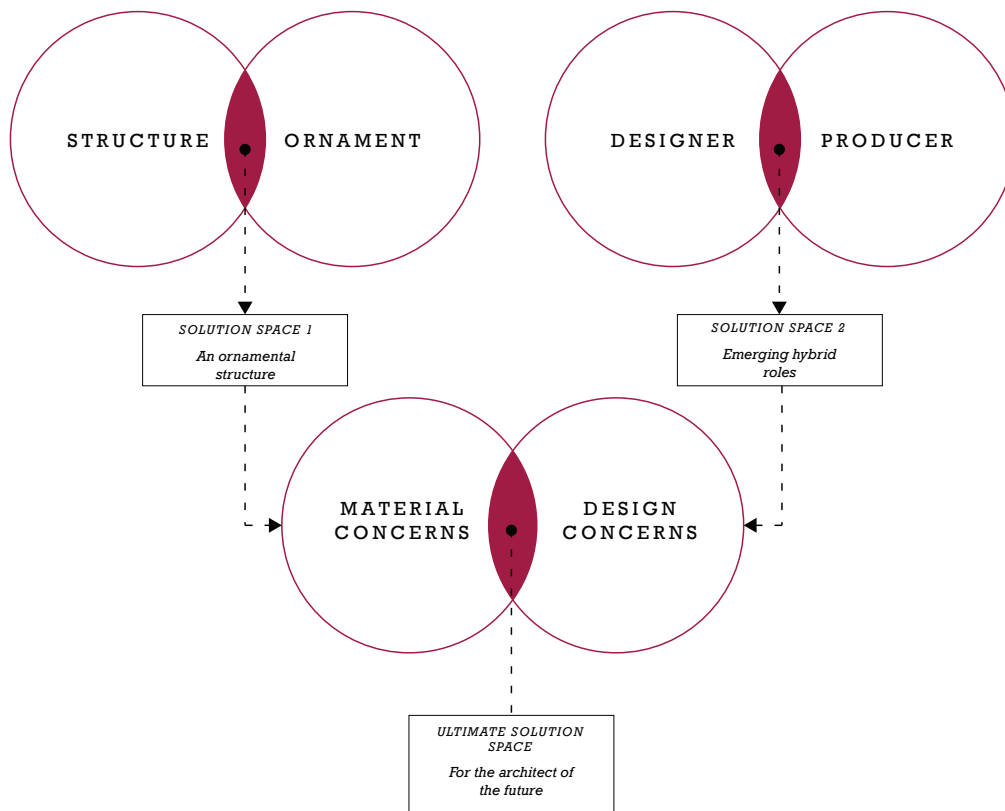 STRUCTURE
ORNAMENT
DESIGNER
PRODUCER
SOLUTION SPACE 1
An ornamental
structure
SOLUTION SPACE 2
Emerging hybrid
roles
MATERIAL
CONCERNS
DESIGN
CONCERNS
ULTIMATE SOLUTION
SPACE
For the architect of
the future